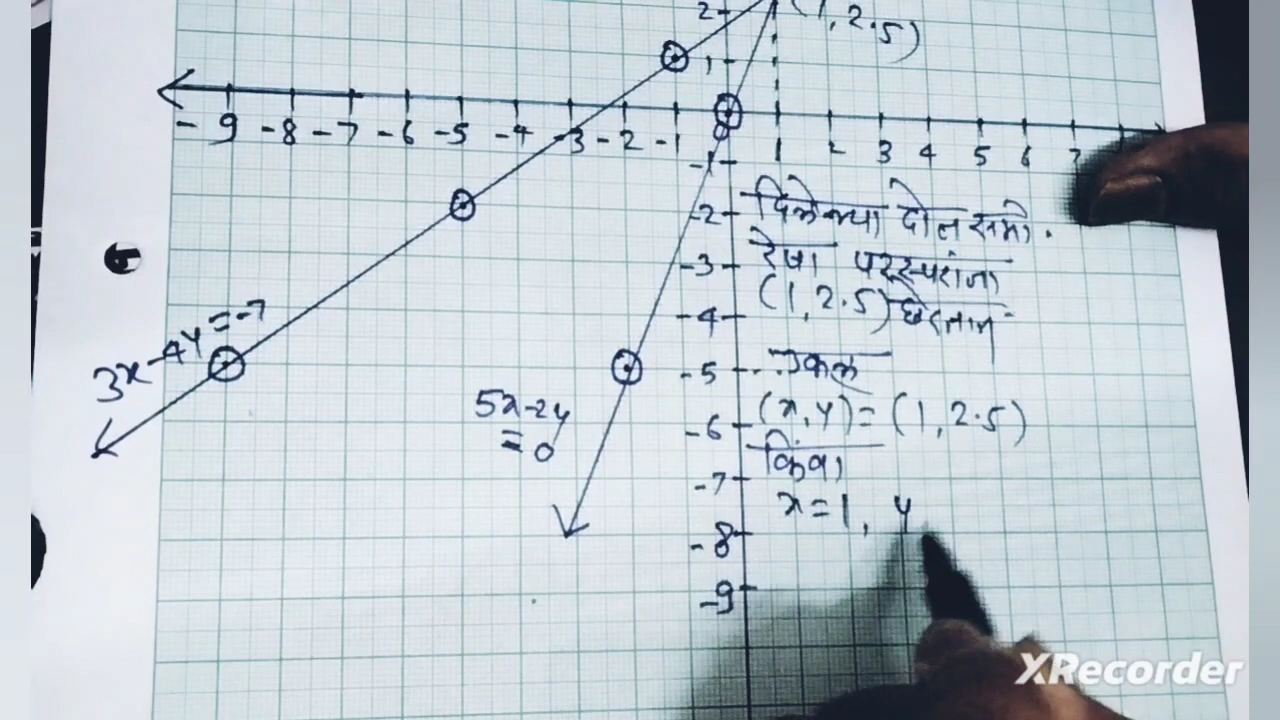 2
(1, 2.5)
1
-9 -8 -7 -6 -5 -4 -3 -2 -1 0 1 2 3 4 5 6 7
-1
-2
दिलेल्या दोन समी.
-3
रेषा परस्परांना
-4
(1, 2.5) छेदतात
3x-4y=-7
-5
∴ उकल
5x-2y
=0
-6
(x, y) = (1, 2.5)
किंवा
-7
x=1, y
-8
-9
XRecorder